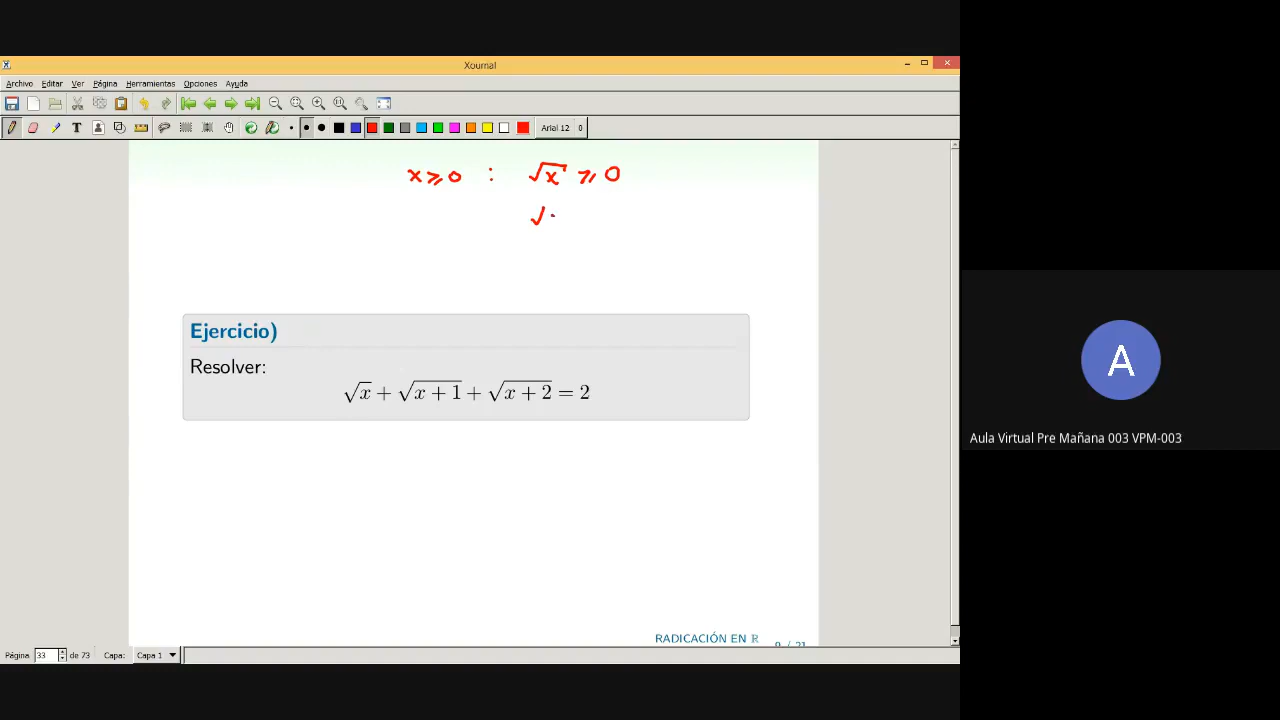 Xournal
Archivo Editar Ver Página Herramientas Opciones Ayuda
Arial 12 0
x ≥ 0 : √x ≥ 0
√
Ejercicio)
Resolver:
√x + √(x + 1) + √(x + 2) = 2
Aula Virtual Pre Mañana 003 VPM-003
A
RADICACIÓN EN ℝ
Página 33 de 73 Capa: Capa 1